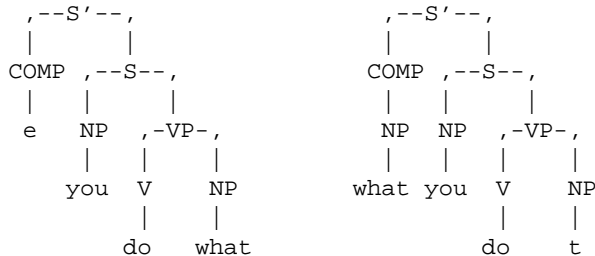 ,--S’--, ,--S’--,
| | | |
COMP ,--S--, COMP ,--S--,
| | | | | |
e NP ,-VP-, NP NP ,-VP-,
| | | | | | |
you V NP what you V NP
| | | |
do what do t